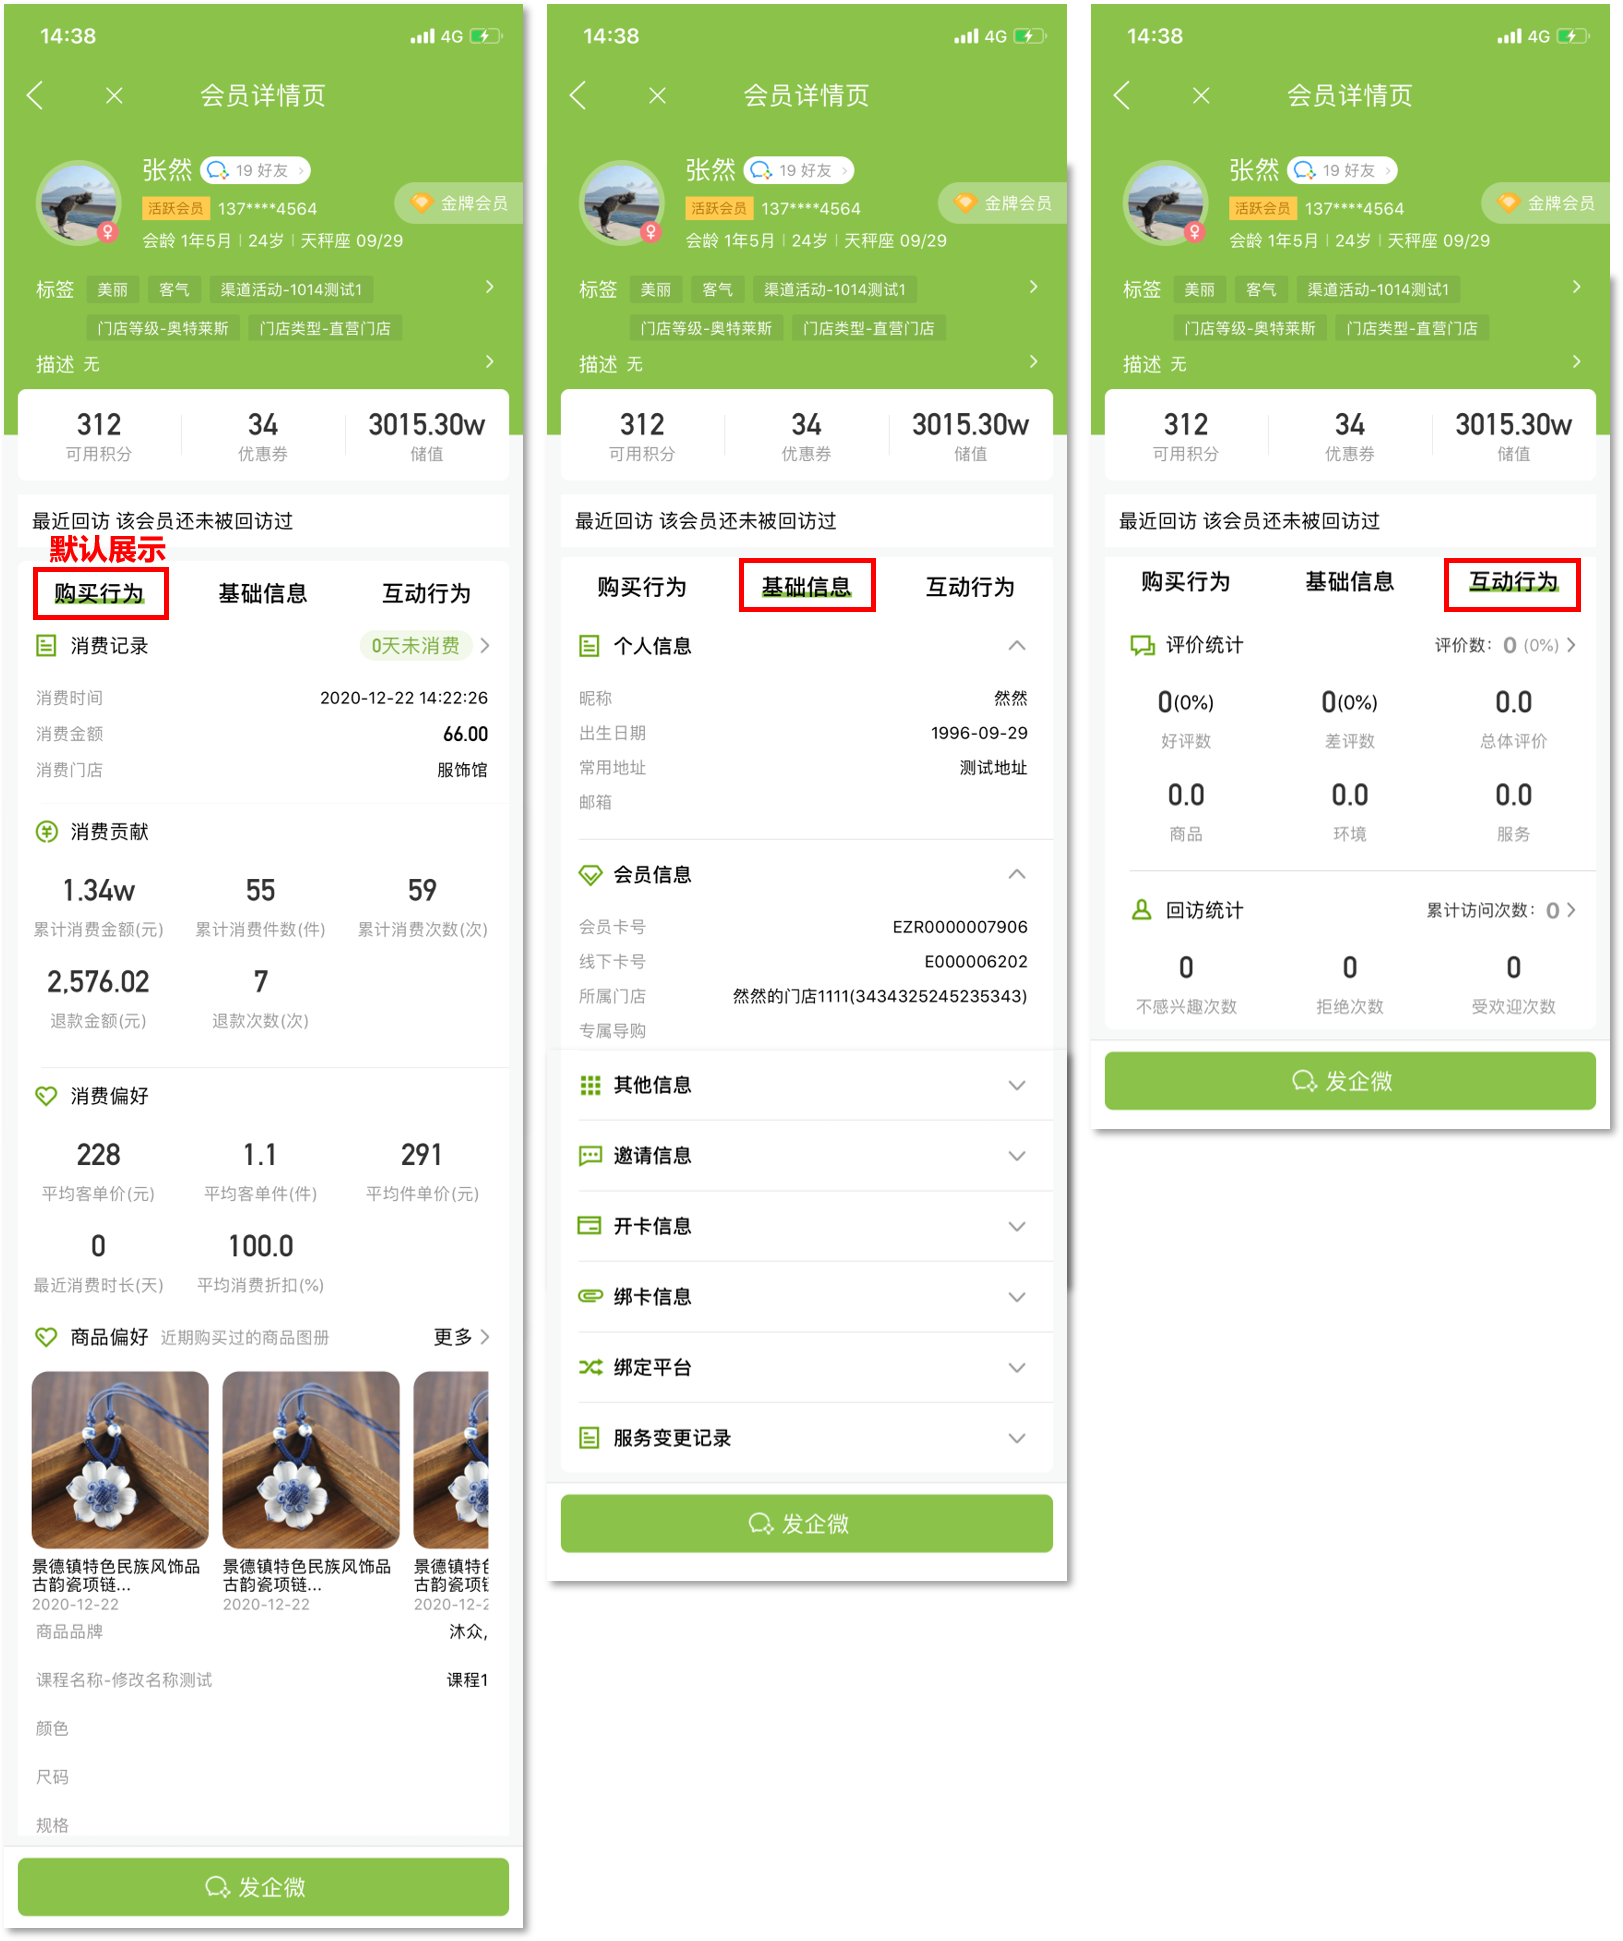 14:38
4G
会员详情页
张然
19 好友
活跃会员
137****4564
金牌会员
会龄 1年5月 | 24岁 | 天秤座 09/29
标签
美丽
客气
渠道活动-1014测试1
门店等级-奥特莱斯
门店类型-直营门店
描述 无
312
34
3015.30w
可用积分
优惠券
储值
最近回访 该会员还未被回访过
默认展示
购买行为
基础信息
互动行为
消费记录
0天未消费
消费时间
2020-12-22 14:22:26
消费金额
66.00
消费门店
服饰馆
消费贡献
1.34w
55
59
累计消费金额(元)
累计消费件数(件)
累计消费次数(次)
2,576.02
7
退款金额(元)
退款次数(次)
消费偏好
228
1.1
291
平均客单价(元)
平均客单件(件)
平均件单价(元)
0
100.0
最近消费时长(天)
平均消费折扣(%)
商品偏好
近期购买过的商品图册
更多
景德镇特色民族风饰品
古韵瓷项链...
2020-12-22
景德镇特色民族风饰品
古韵瓷项链...
2020-12-22
景德镇特
古韵瓷项
2020-12-2
商品品牌
沐众,
课程名称-修改名称测试
课程1
颜色
尺码
规格
发企微
14:38
4G
会员详情页
张然
19 好友
活跃会员
137****4564
金牌会员
会龄 1年5月 | 24岁 | 天秤座 09/29
标签
美丽
客气
渠道活动-1014测试1
门店等级-奥特莱斯
门店类型-直营门店
描述 无
312
34
3015.30w
可用积分
优惠券
储值
最近回访 该会员还未被回访过
购买行为
基础信息
互动行为
个人信息
昵称
然然
出生日期
1996-09-29
常用地址
测试地址
邮箱
会员信息
会员卡号
EZR0000007906
线下卡号
E000006202
所属门店
然然的门店1111(3434325245235343)
专属导购
其他信息
邀请信息
开卡信息
绑卡信息
绑定平台
服务变更记录
发企微
14:38
4G
会员详情页
张然
19 好友
活跃会员
137****4564
金牌会员
会龄 1年5月 | 24岁 | 天秤座 09/29
标签
美丽
客气
渠道活动-1014测试1
门店等级-奥特莱斯
门店类型-直营门店
描述 无
312
34
3015.30w
可用积分
优惠券
储值
最近回访 该会员还未被回访过
购买行为
基础信息
互动行为
评价统计
评价数: 0 (0%)
0(0%)
0(0%)
0.0
好评数
差评数
总体评价
0.0
0.0
0.0
商品
环境
服务
回访统计
累计访问次数: 0
0
0
0
不感兴趣次数
拒绝次数
受欢迎次数
发企微